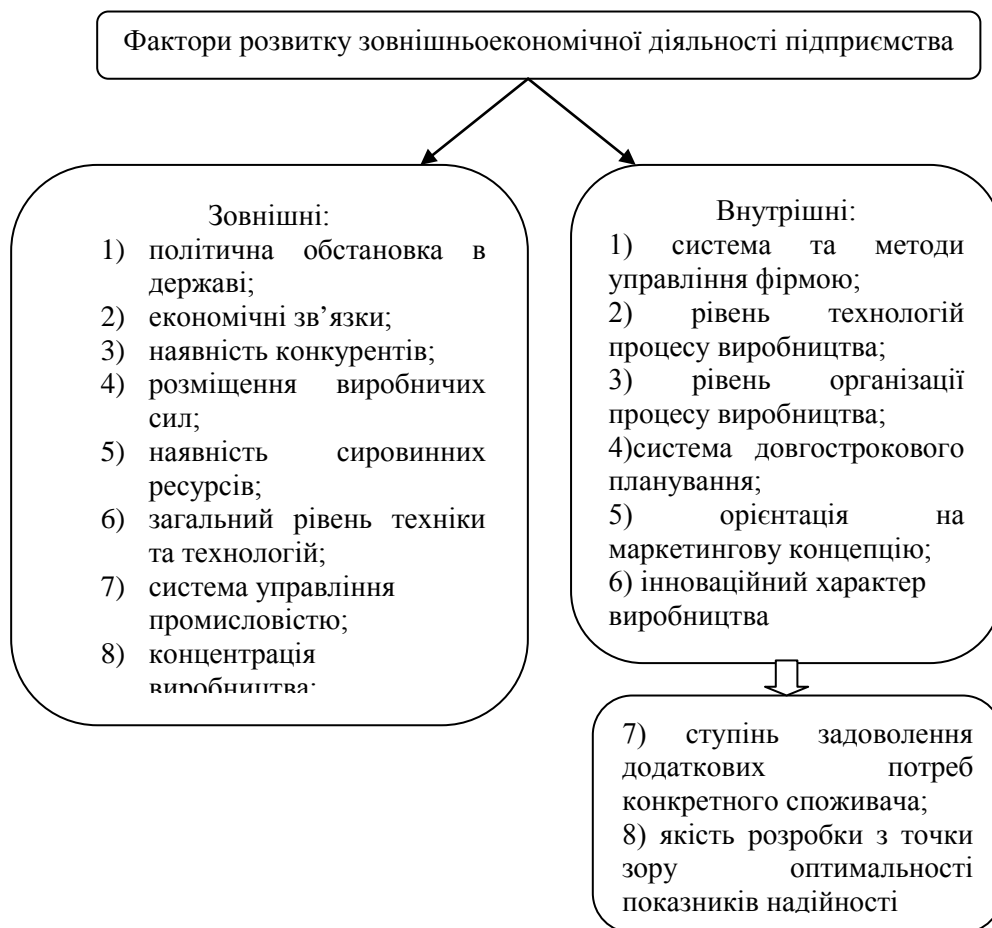 Фактори розвитку зовнішньоекономічної діяльності підприємства
Зовнішні:
1) політична обстановка в
державі;
2) економічні зв’язки;
3) наявність конкурентів;
4) розміщення виробничих
сил;
5) наявність сировинних
ресурсів;
6) загальний рівень техніки
та технологій;
7) система управління
промисловістю;
8) концентрація
виробництва;
Внутрішні:
1) система та методи
управління фірмою;
2) рівень технологій
процесу виробництва;
3) рівень організації
процесу виробництва;
4)система довгострокового
планування;
5) орієнтація на
маркетингову концепцію;
6) інноваційний характер
виробництва
7) ступінь задоволення
додаткових потреб
конкретного споживача;
8) якість розробки з точки
зору оптимальності
показників надійності